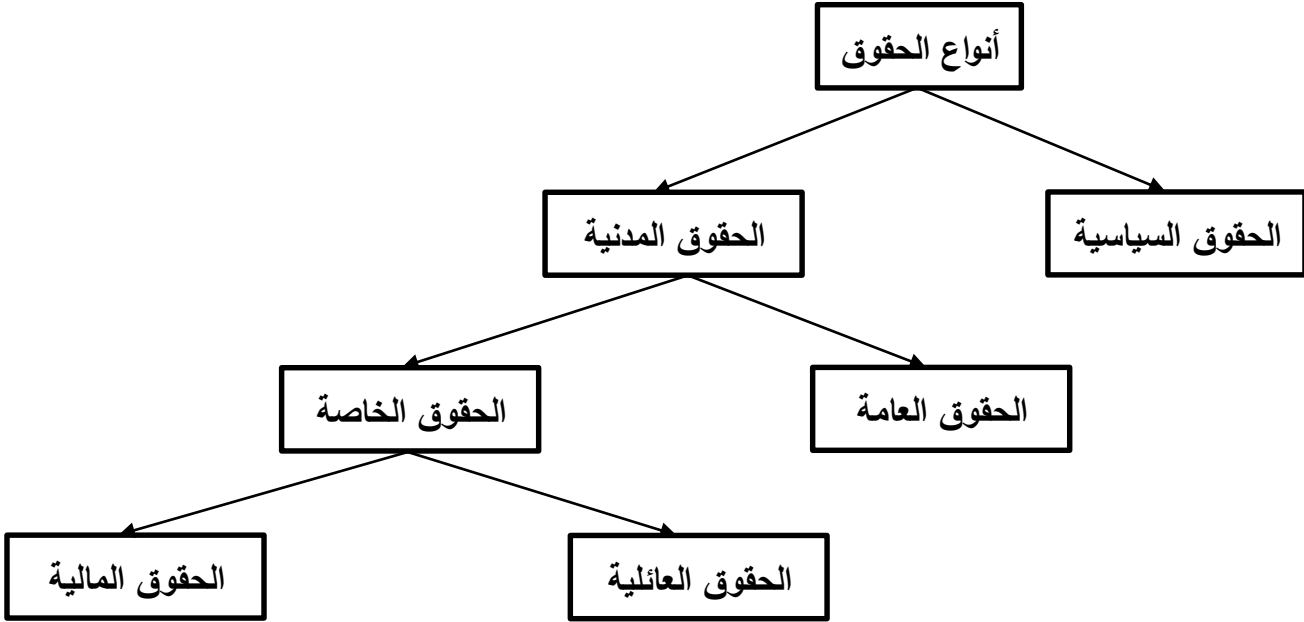 أنواع الحقوق
الحقوق السياسية
الحقوق المدنية
الحقوق العامة
الحقوق الخاصة
الحقوق العائلية
الحقوق المالية